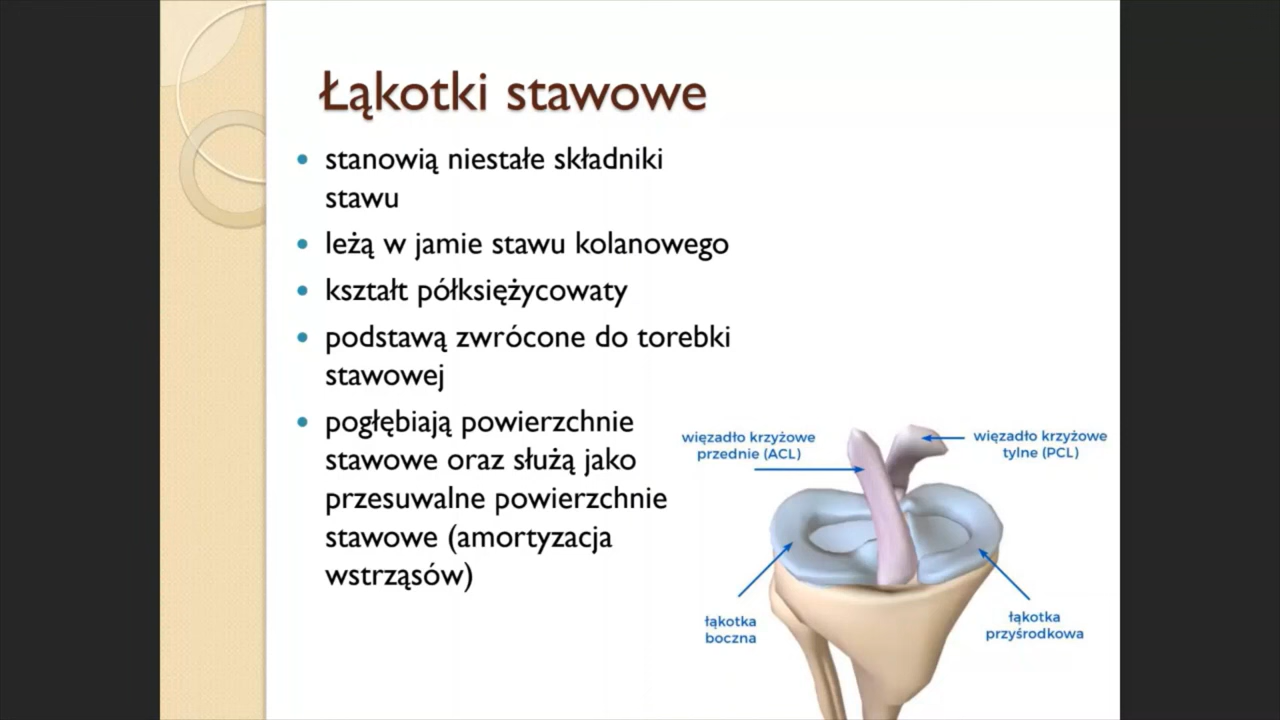 Łąkotki stawowe
• stanowią niestałe składniki
stawu
• leżą w jamie stawu kolanowego
• kształt półksiężycowaty
• podstawą zwrócone do torebki
stawowej
• pogłębiają powierzchnie
stawowe oraz służą jako
przesuwalne powierzchnie
stawowe (amortyzacja
wstrząsów)
więzadło krzyżowe
przednie (ACL)
więzadło krzyżowe
tylne (PCL)
łąkotka
boczna
łąkotka
przyśrodkowa